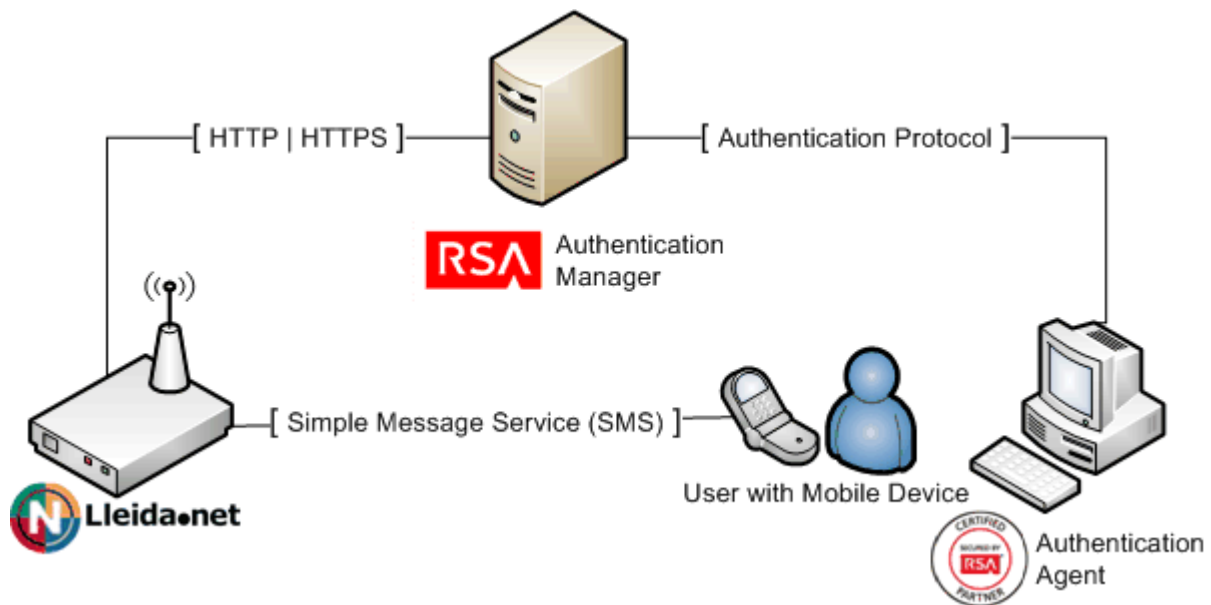 [ HTTP | HTTPS ]
[ Authentication Protocol ]
RSA
Authentication
Manager
[ Simple Message Service (SMS) ]
User with Mobile Device
N
Lleida.net
CERTIFIED
SECURED BY
RSA
PARTNER
Authentication
Agent